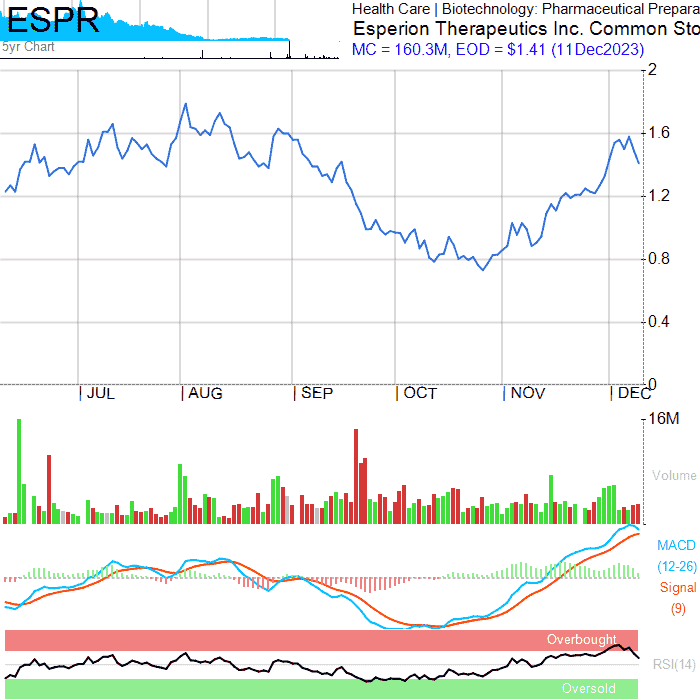 ESPR
5yr Chart
Health Care | Biotechnology: Pharmaceutical Prepara
Esperion Therapeutics Inc. Common Sto
MC = 160.3M, EOD = $1.41 (11Dec2023)
2
1.6
1.2
0.8
0.4
0
| JUL | AUG | SEP | OCT | NOV | DEC
16M
Volume
MACD
(12-26)
Signal
(9)
Overbought
RSI(14)
Oversold